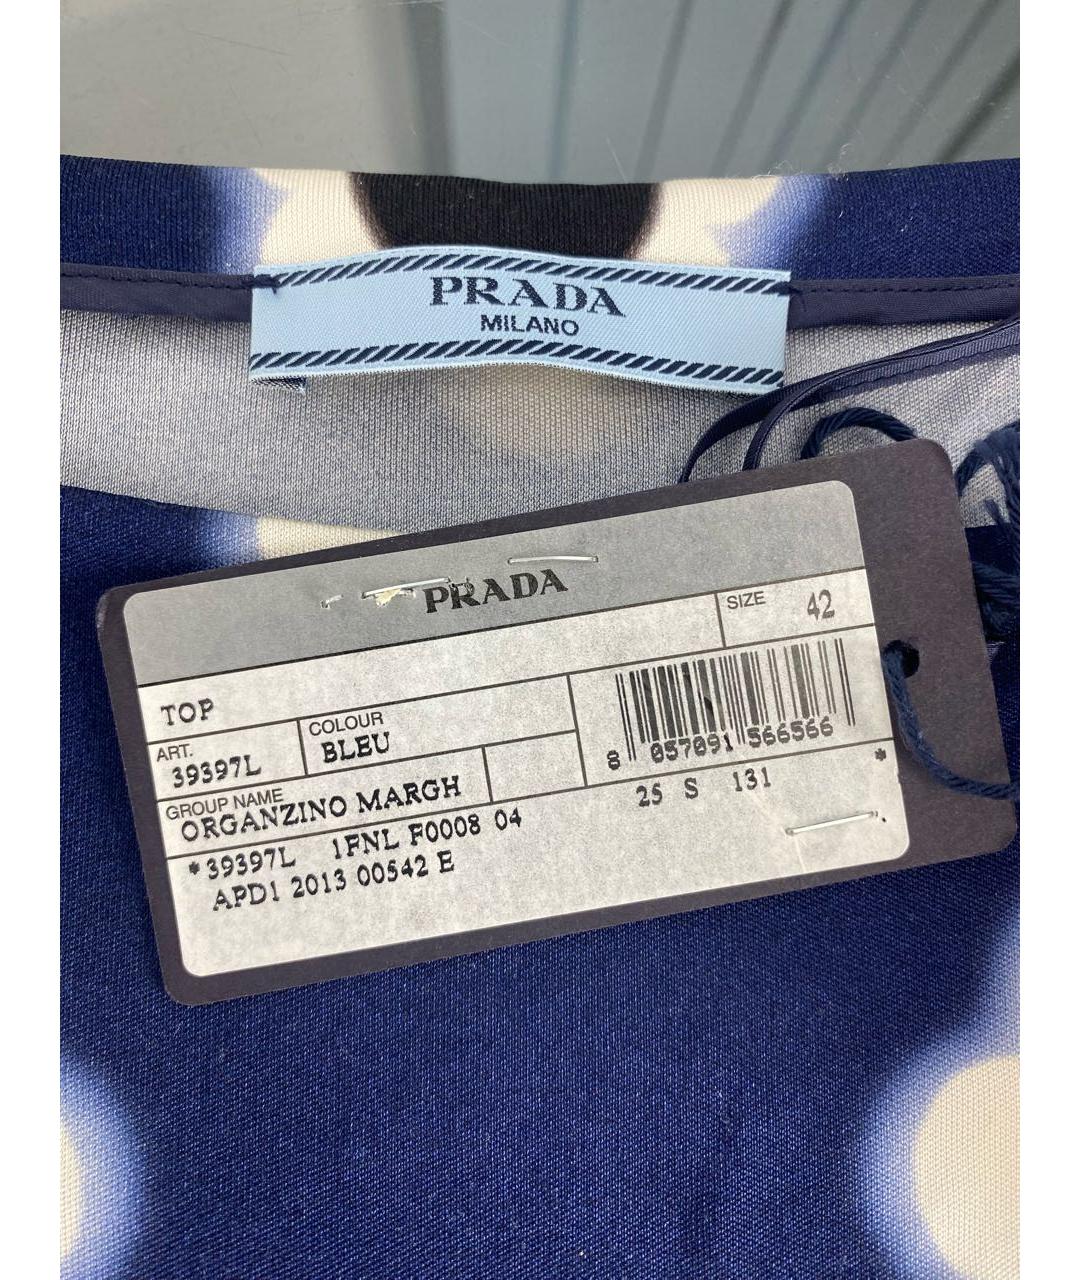 PRADA
MILANO
PRADA
SIZE 42
TOP
ART. 39397L
COLOUR BLEU
8 057091 566566
GROUP NAME
ORGANZINO MARGH
25 S 131 *
*39397L 1FNL F0008 04
APD1 2013 00542 E